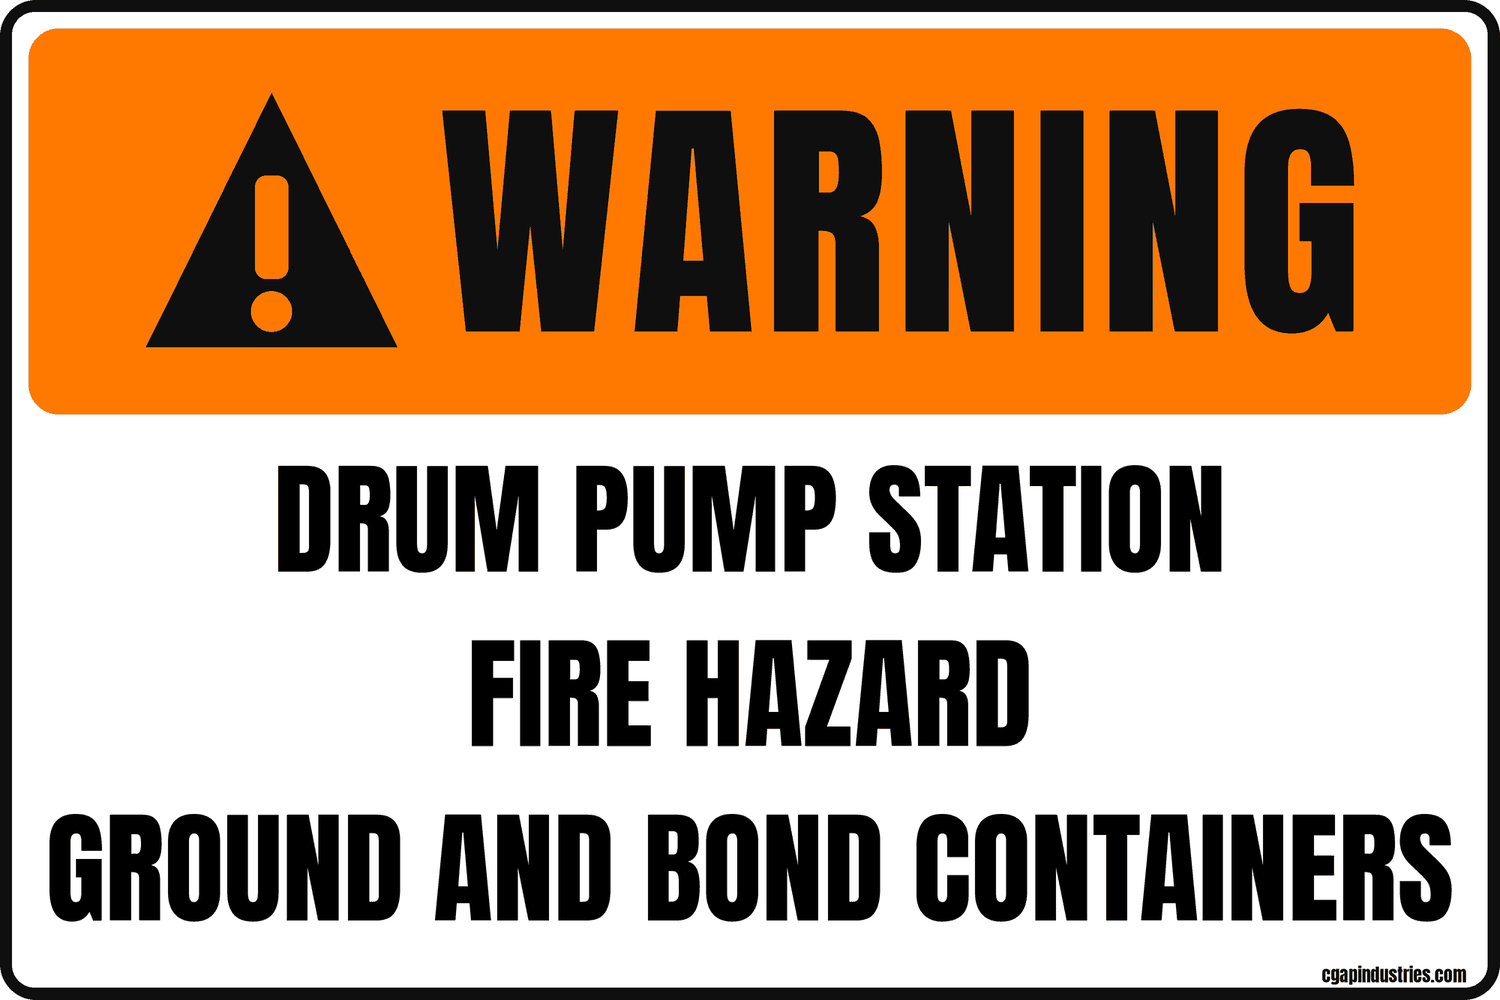 WARNING
DRUM PUMP STATION
FIRE HAZARD
GROUND AND BOND CONTAINERS
cgapindustries.com